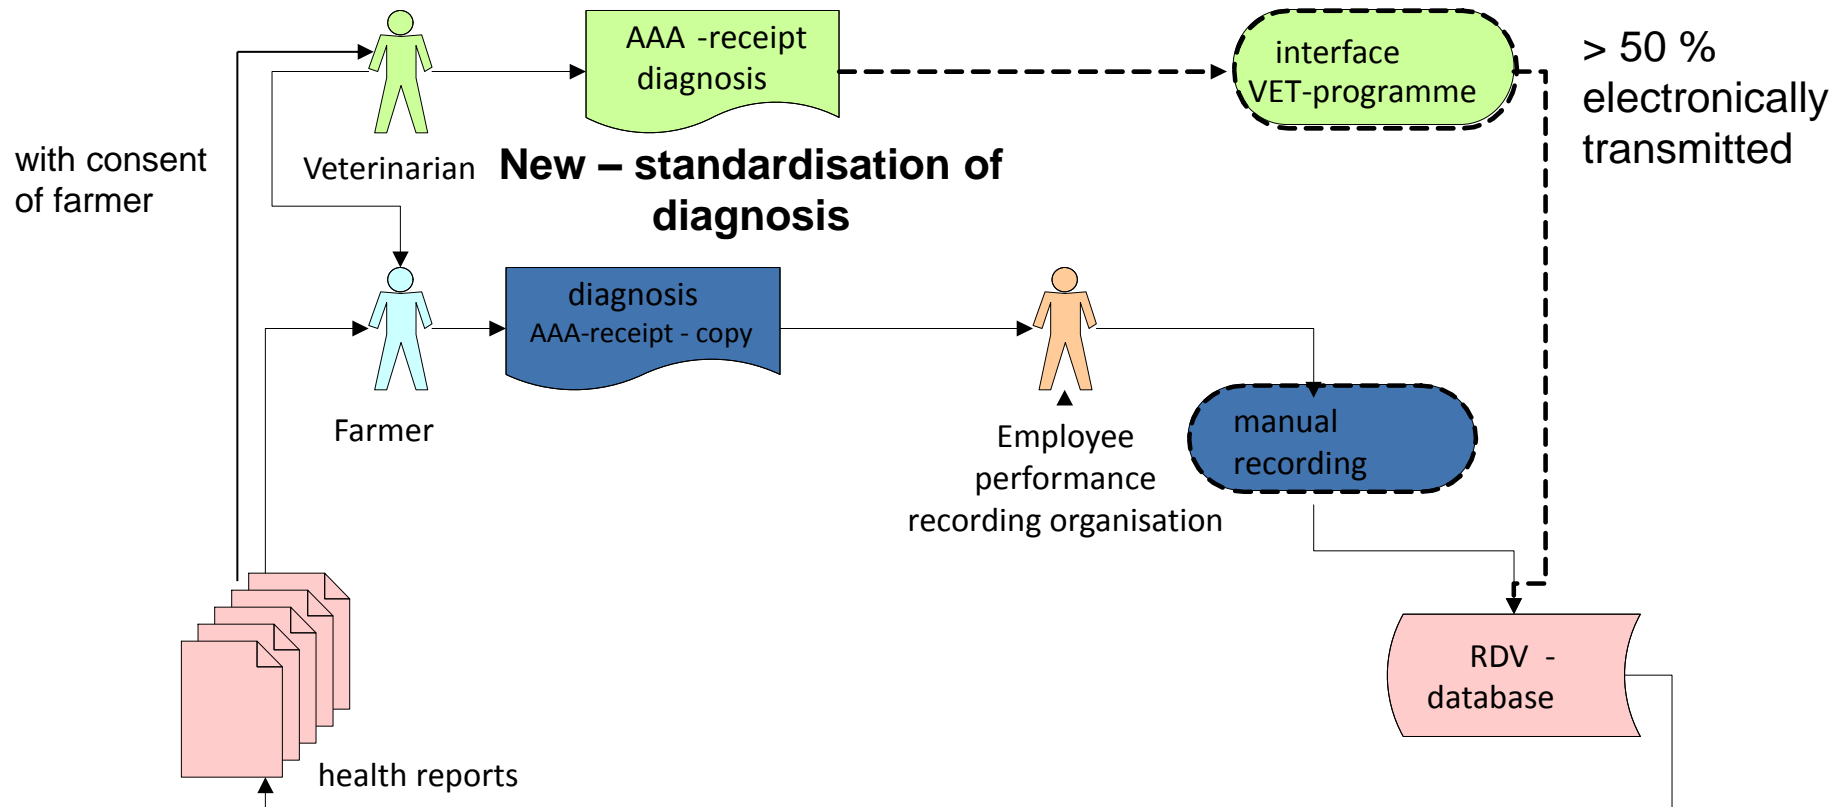 AAA -receipt
diagnosis
interface
VET-programme
> 50 %
electronically
transmitted
with consent
of farmer
Veterinarian
New – standardisation of
diagnosis
diagnosis
AAA-receipt - copy
Farmer
Employee
performance
recording organisation
manual
recording
RDV -
database
health reports